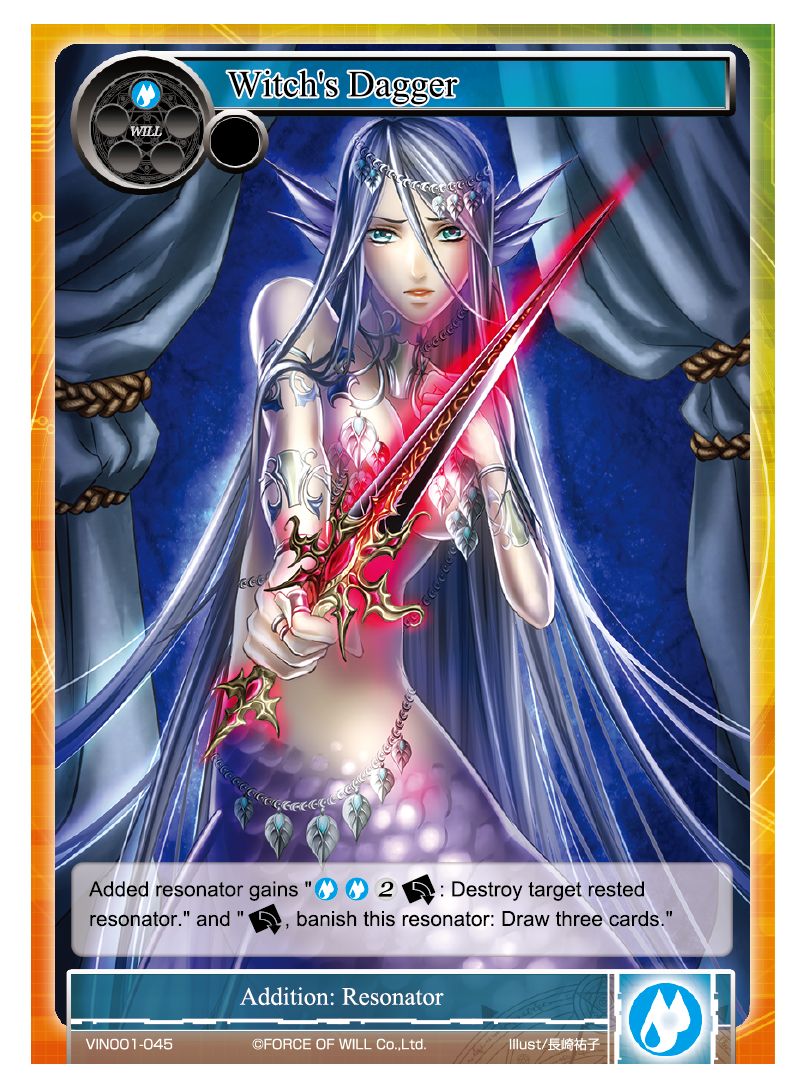 Witch's Dagger
WILL
Added resonator gains " 2 : Destroy target rested
resonator." and " , banish this resonator: Draw three cards."
Addition: Resonator
VIN001-045 ©FORCE OF WILL Co.,Ltd. Illust/長崎祐子